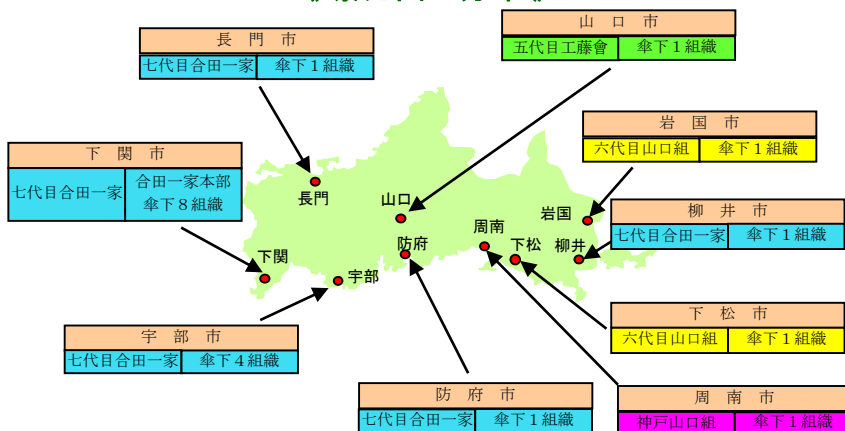 長門市
七代目合田一家 傘下1組織
山口市
五代目工藤會 傘下1組織
岩国市
六代目山口組 傘下1組織
下関市
七代目合田一家 合田一家本部
傘下8組織
柳井市
七代目合田一家 傘下1組織
長門
山口
岩国
周南
防府
下松
柳井
下関
宇部
下松市
六代目山口組 傘下1組織
宇部市
七代目合田一家 傘下4組織
防府市
七代目合田一家 傘下1組織
周南市
神戸山口組 傘下1組織